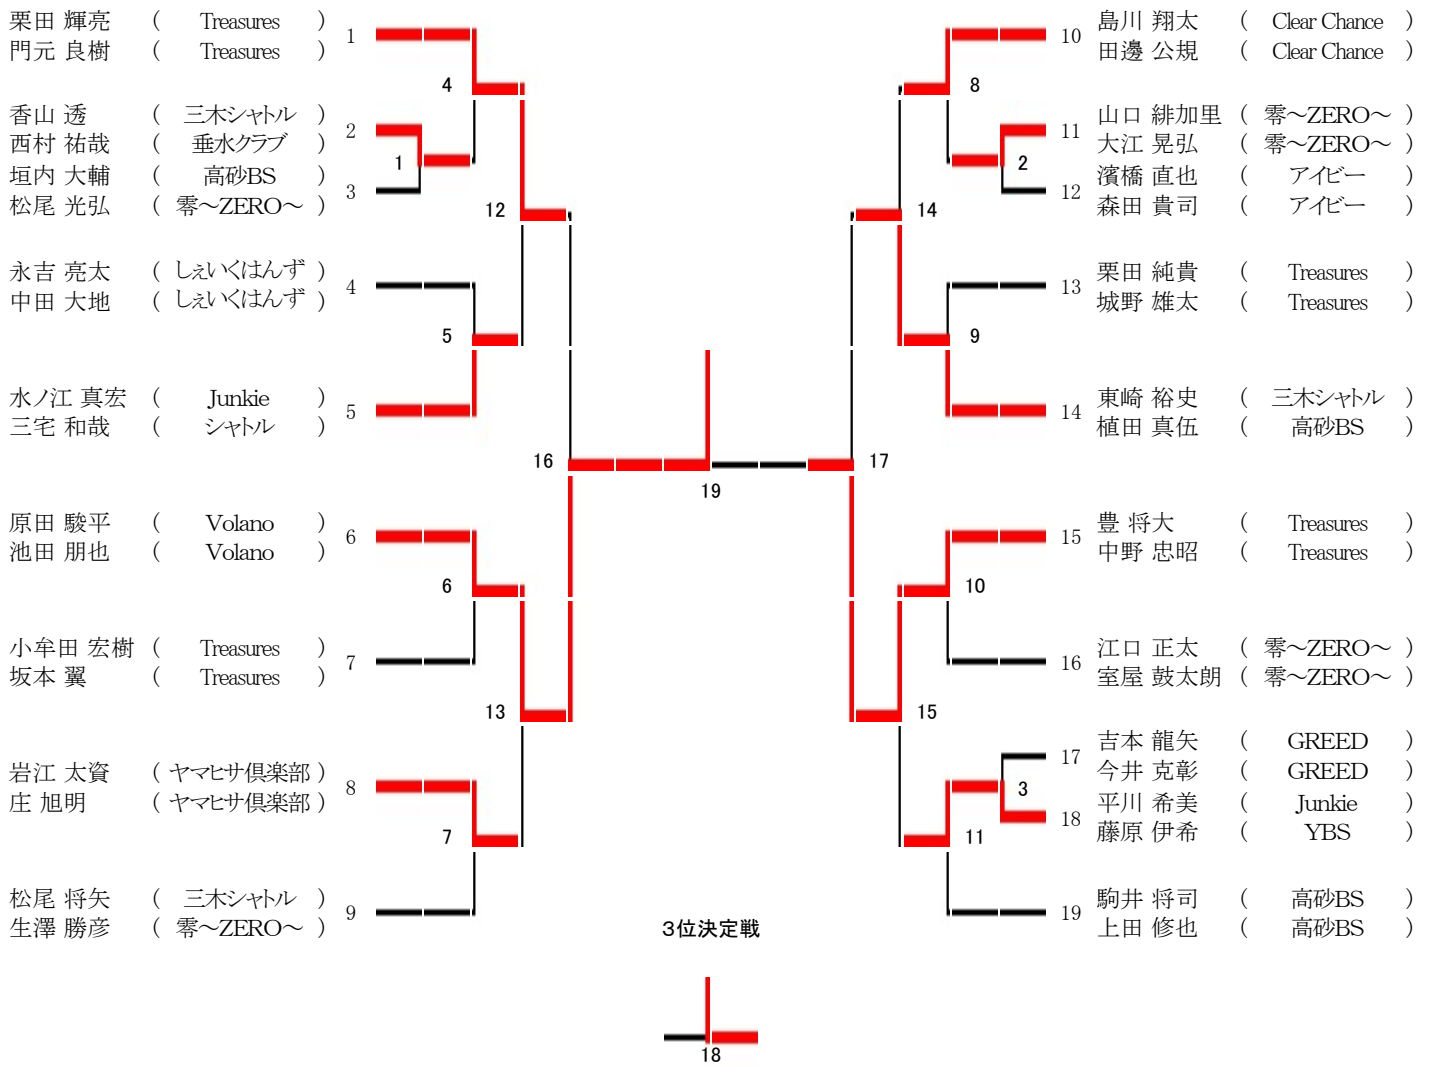 栗田 輝亮 ( Treasures ) 1
門元 良樹 ( Treasures )
香山 透 ( 三木シャトル ) 2
西村 祐哉 ( 垂水クラブ )
垣内 大輔 ( 高砂BS ) 3
松尾 光弘 ( 零～ZERO～ )
永吉 亮太 ( しぇいくはんず ) 4
中田 大地 ( しぇいくはんず )
水ノ江 真宏 ( Junkie ) 5
三宅 和哉 ( シャトル )
原田 駿平 ( Volano ) 6
池田 朋也 ( Volano )
小牟田 宏樹 ( Treasures ) 7
坂本 翼 ( Treasures )
岩江 太資 ( ヤマヒサ倶楽部 ) 8
庄 旭明 ( ヤマヒサ倶楽部 )
松尾 将矢 ( 三木シャトル ) 9
生澤 勝彦 ( 零～ZERO～ )
1
4
5
6
7
12
13
16
19
17
14
15
8
2
9
10
3
11
10 島川 翔太 ( Clear Chance )
田邊 公規 ( Clear Chance )
11 山口 緋加里 ( 零～ZERO～ )
大江 晃弘 ( 零～ZERO～ )
12 濱橋 直也 ( アイビー )
森田 貴司 ( アイビー )
13 栗田 純貴 ( Treasures )
城野 雄太 ( Treasures )
14 東崎 裕史 ( 三木シャトル )
植田 真伍 ( 高砂BS )
15 豊 将大 ( Treasures )
中野 忠昭 ( Treasures )
16 江口 正太 ( 零～ZERO～ )
室屋 鼓太朗 ( 零～ZERO～ )
17 吉本 龍矢 ( GREED )
今井 克彰 ( GREED )
18 平川 希美 ( Junkie )
藤原 伊希 ( YBS )
19 駒井 将司 ( 高砂BS )
上田 修也 ( 高砂BS )
3位決定戦
18